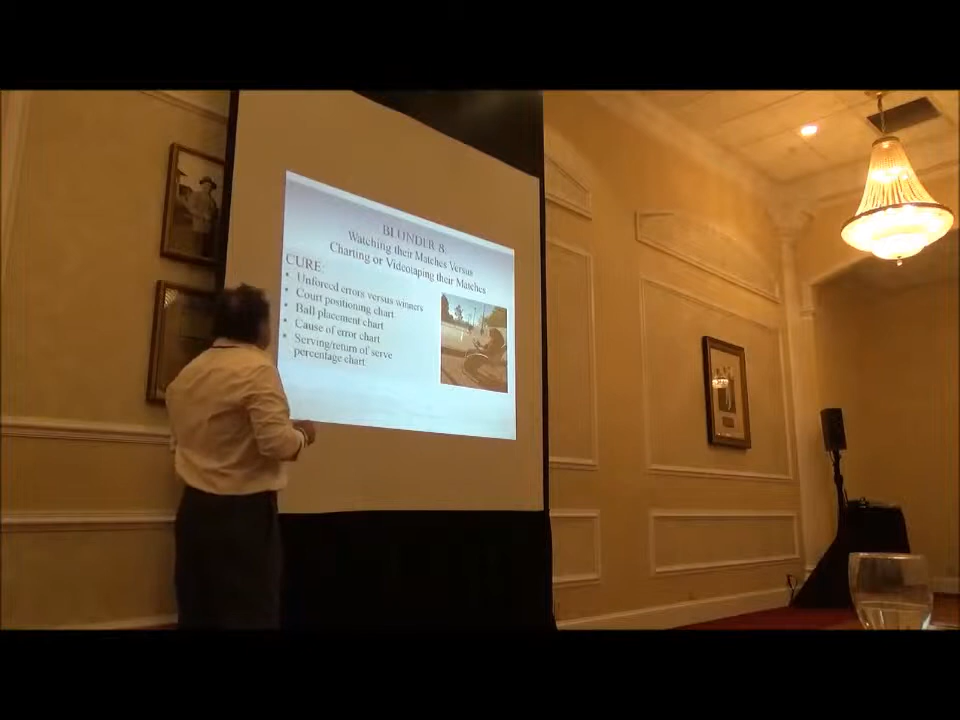 BLUNDER 8
Watching their Matches Versus
Charting or Videotaping their Matches
CURE:
• Unforced errors versus winners
• Court positioning chart
• Ball placement chart
• Cause of error chart
• Serving/return of serve
percentage chart